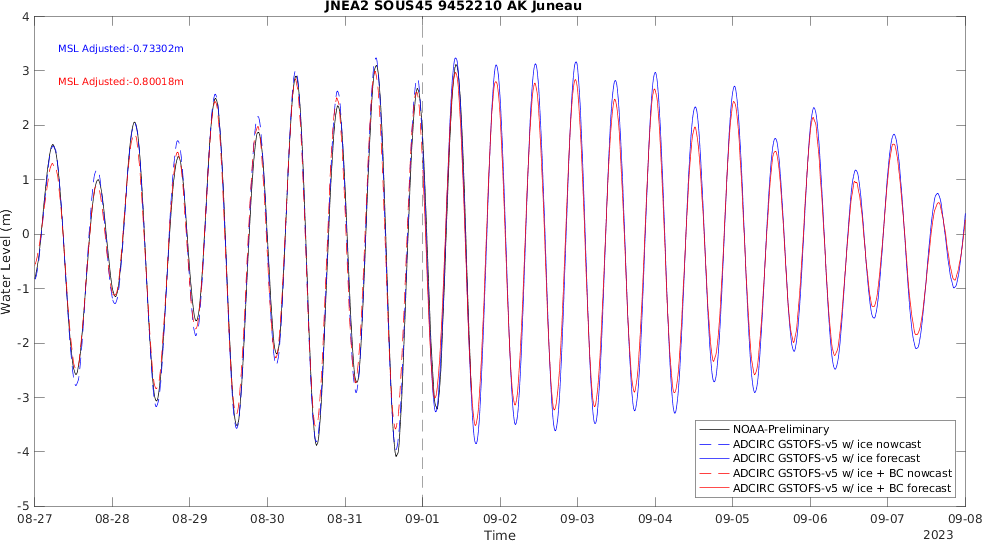 JNEA2 SOUS45 9452210 AK Juneau
MSL Adjusted:-0.73302m
MSL Adjusted:-0.80018m
4
3
2
1
0
-1
-2
-3
-4
-5
Water Level (m)
NOAA-Preliminary
ADCIRC GSTOFS-v5 w/ ice nowcast
ADCIRC GSTOFS-v5 w/ ice forecast
ADCIRC GSTOFS-v5 w/ ice + BC nowcast
ADCIRC GSTOFS-v5 w/ ice + BC forecast
08-27 08-28 08-29 08-30 08-31 09-01 09-02 09-03 09-04 09-05 09-06 09-07 09-08
Time
2023